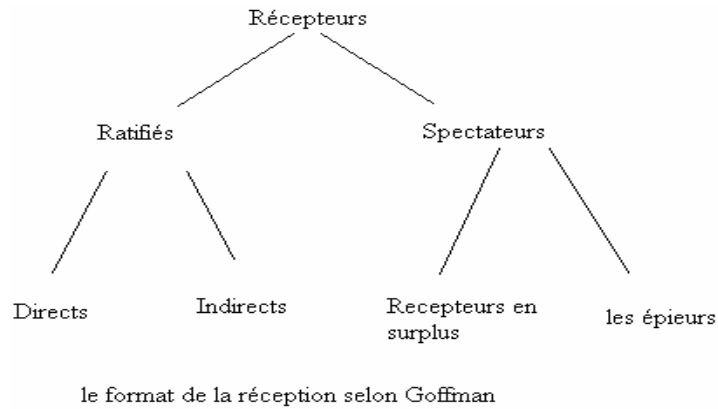 Récepteurs
Ratifiés
Spectateurs
Directs
Indirects
Recepteurs en
surplus
les épieurs
le format de la réception selon Goffman